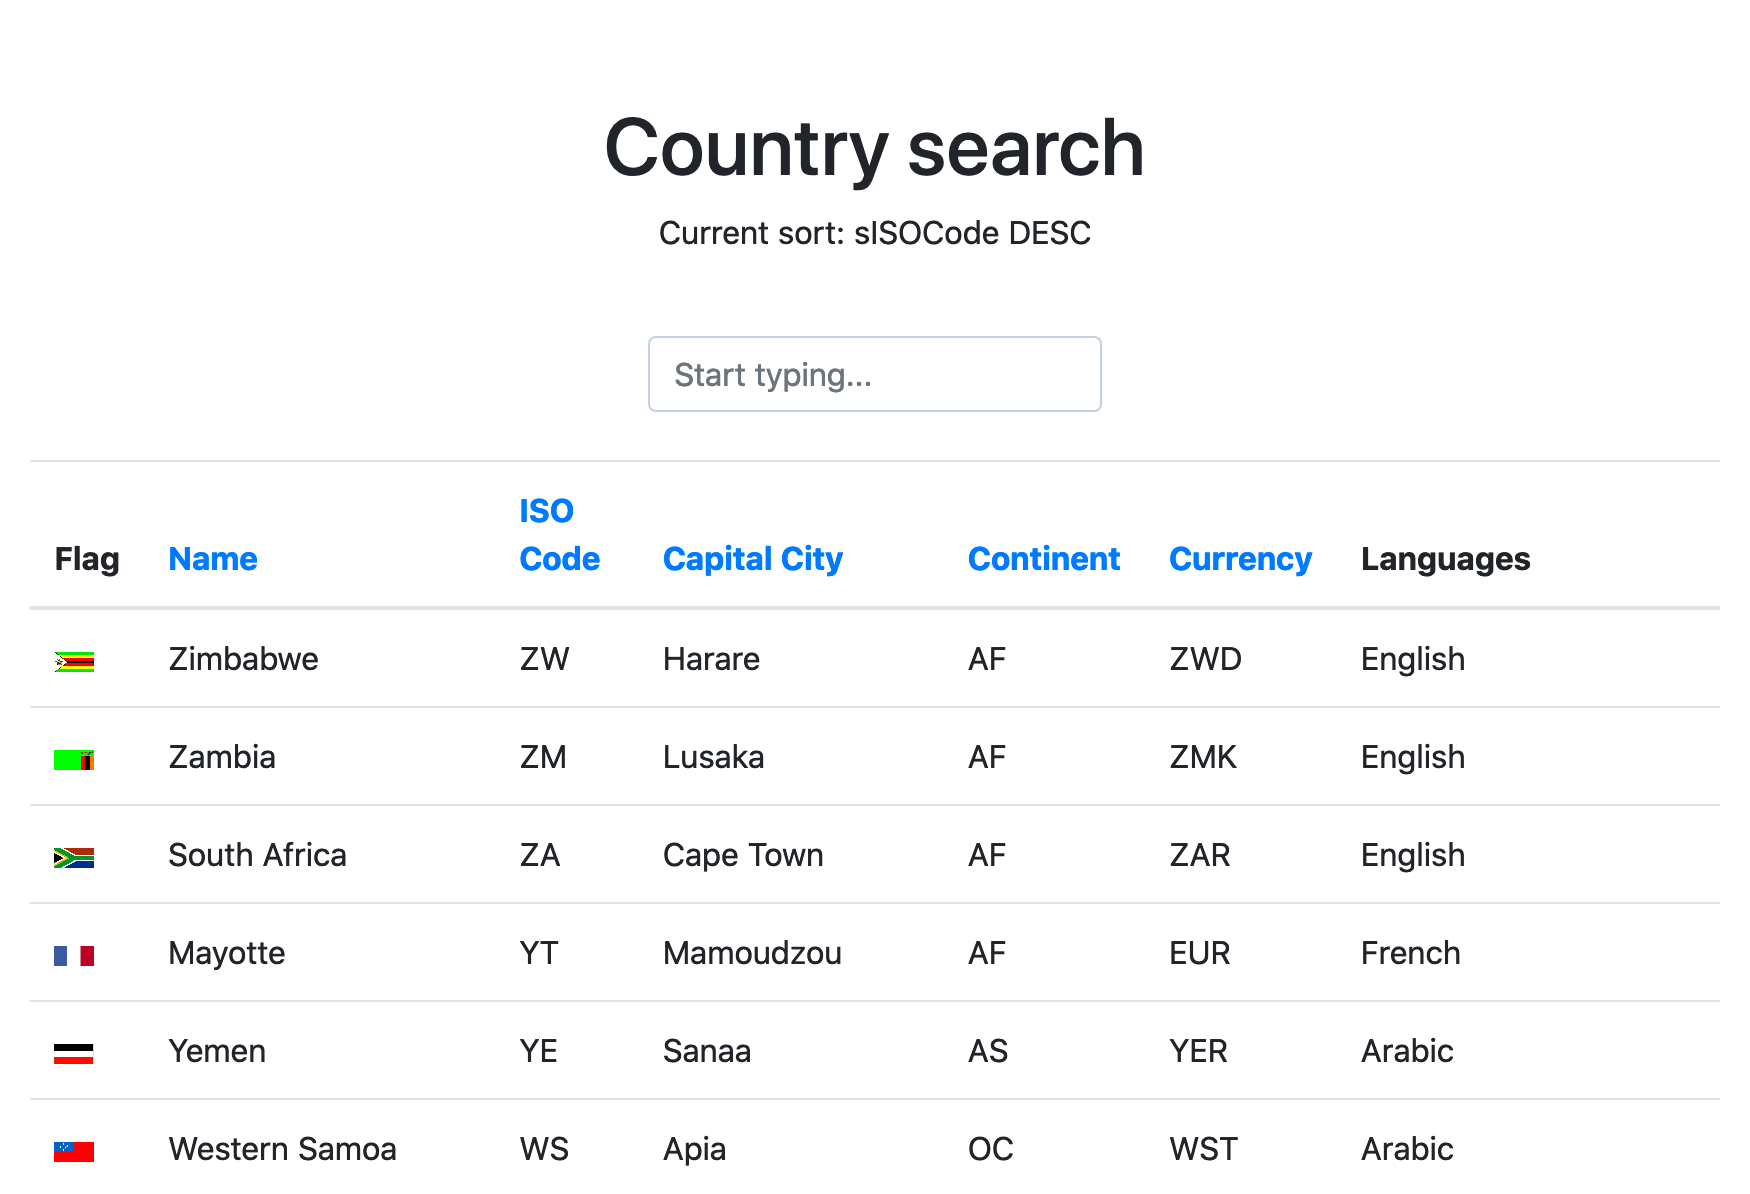 Country search
Current sort: sISOCode DESC
Start typing...
Flag Name ISO Code Capital City Continent Currency Languages
Zimbabwe ZW Harare AF ZWD English
Zambia ZM Lusaka AF ZMK English
South Africa ZA Cape Town AF ZAR English
Mayotte YT Mamoudzou AF EUR French
Yemen YE Sanaa AS YER Arabic
Western Samoa WS Apia OC WST Arabic